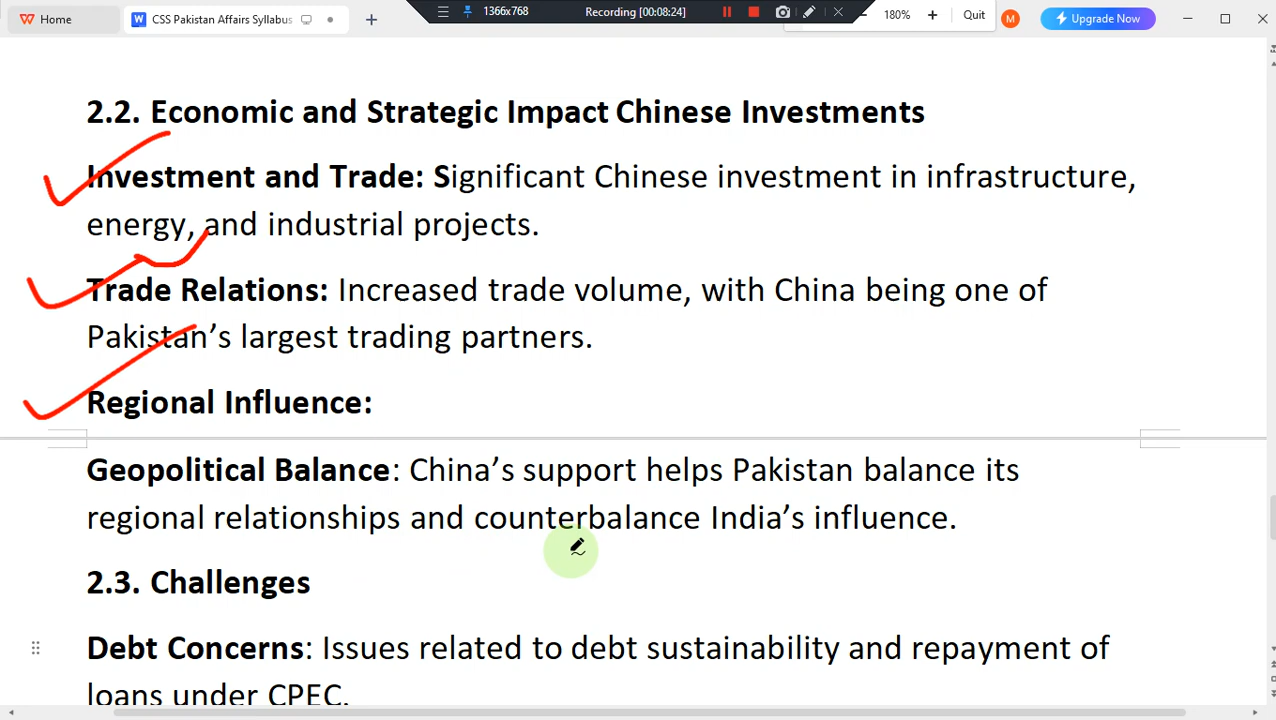 Home
CSS Pakistan Affairs Syllabus
1366x768
Recording [00:08:24]
180%
Quit
M
Upgrade Now
2.2. Economic and Strategic Impact Chinese Investments
Investment and Trade: Significant Chinese investment in infrastructure,
energy, and industrial projects.
Trade Relations: Increased trade volume, with China being one of
Pakistan’s largest trading partners.
Regional Influence:
Geopolitical Balance: China’s support helps Pakistan balance its
regional relationships and counterbalance India’s influence.
2.3. Challenges
Debt Concerns: Issues related to debt sustainability and repayment of
loans under CPEC.